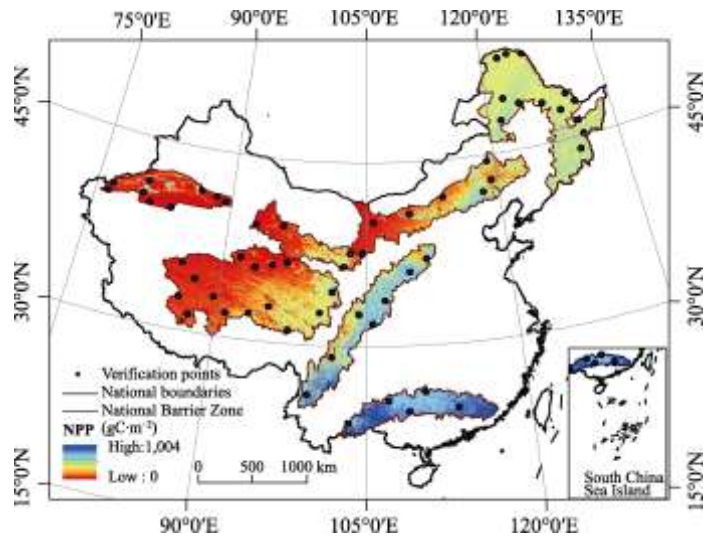 75°0'E 90°0'E 105°0'E 120°0'E 135°0'E
45°0'N 45°0'N
30°0'N 30°0'N
Verification points
National boundaries
National Barrier Zone
NPP (gC·m⁻²)
High:1,004
Low : 0
0 500 1000 km
South China
Sea Island
15°0'N 15°0'N
90°0'E 105°0'E 120°0'E